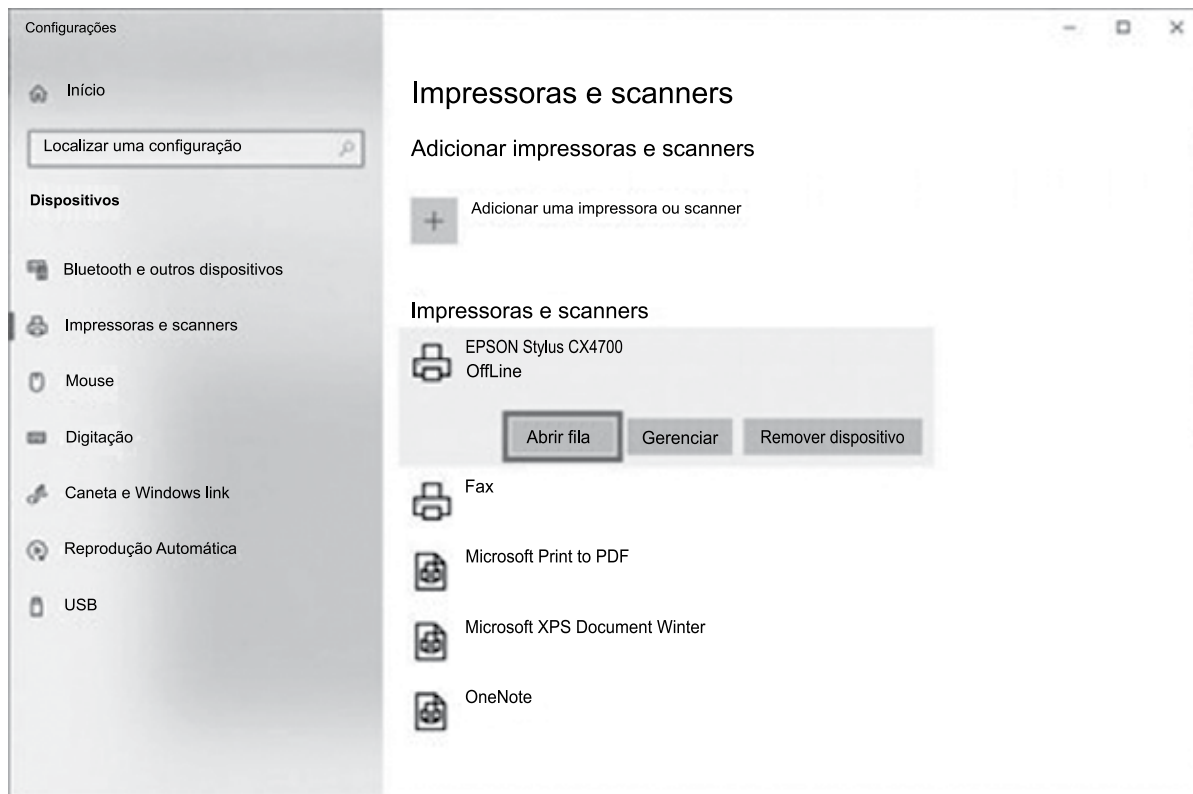 Configurações
Início
Localizar uma configuração
Dispositivos
Bluetooth e outros dispositivos
Impressoras e scanners
Mouse
Digitação
Caneta e Windows link
Reprodução Automática
USB
Impressoras e scanners
Adicionar impressoras e scanners
Adicionar uma impressora ou scanner
Impressoras e scanners
EPSON Stylus CX4700
OffLine
Abrir fila
Gerenciar
Remover dispositivo
Fax
Microsoft Print to PDF
Microsoft XPS Document Winter
OneNote